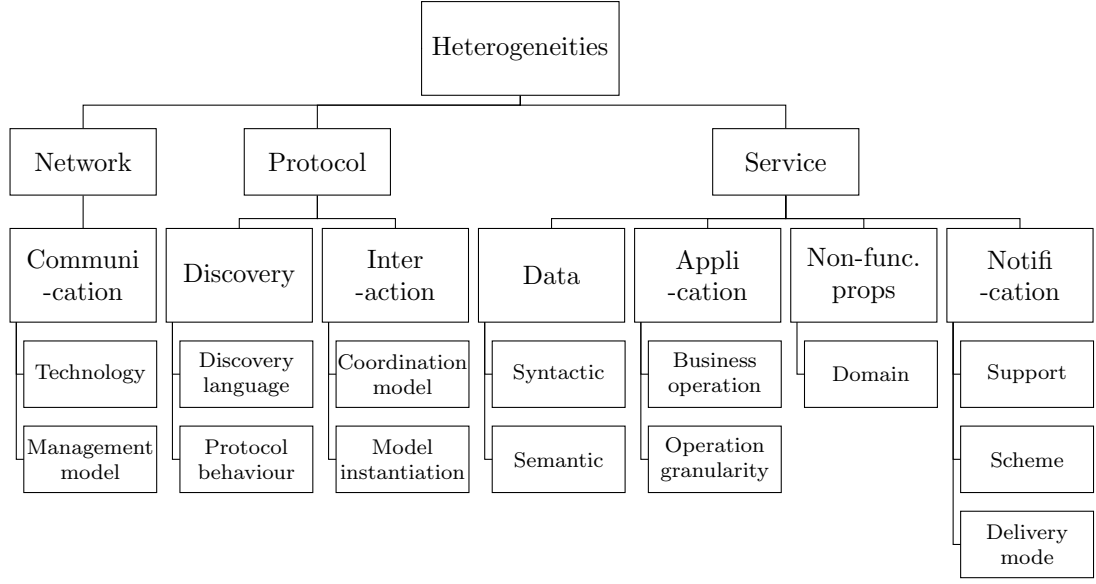 Heterogeneities
Network
Protocol
Service
Communi
-cation
Discovery
Inter
-action
Data
Appli
-cation
Non-func.
props
Notifi
-cation
Technology
Discovery
language
Coordination
model
Syntactic
Business
operation
Domain
Support
Management
model
Protocol
behaviour
Model
instantiation
Semantic
Operation
granularity
Scheme
Delivery
mode